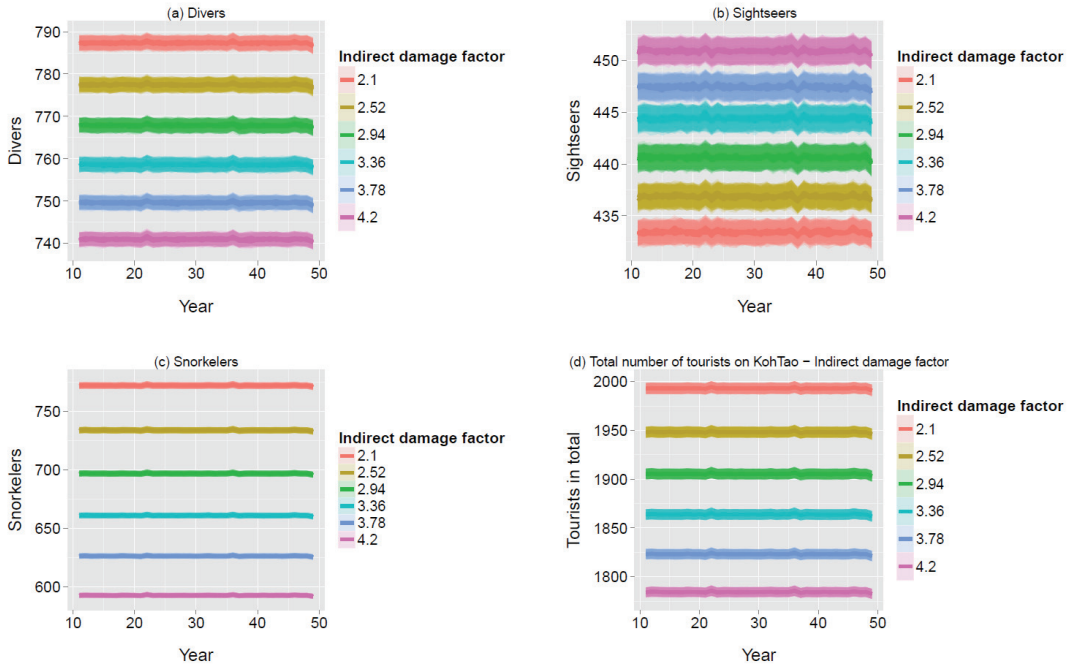 (a) Divers
790
780
770
760
750
740
Divers
10 20 30 40 50
Year
Indirect damage factor
2.1
2.52
2.94
3.36
3.78
4.2
(b) Sightseers
450
445
440
435
Sightseers
10 20 30 40 50
Year
Indirect damage factor
2.1
2.52
2.94
3.36
3.78
4.2
(c) Snorkelers
750
700
650
600
Snorkelers
10 20 30 40 50
Year
Indirect damage factor
2.1
2.52
2.94
3.36
3.78
4.2
(d) Total number of tourists on KohTao − Indirect damage factor
2000
1950
1900
1850
1800
Tourists in total
10 20 30 40 50
Year
Indirect damage factor
2.1
2.52
2.94
3.36
3.78
4.2